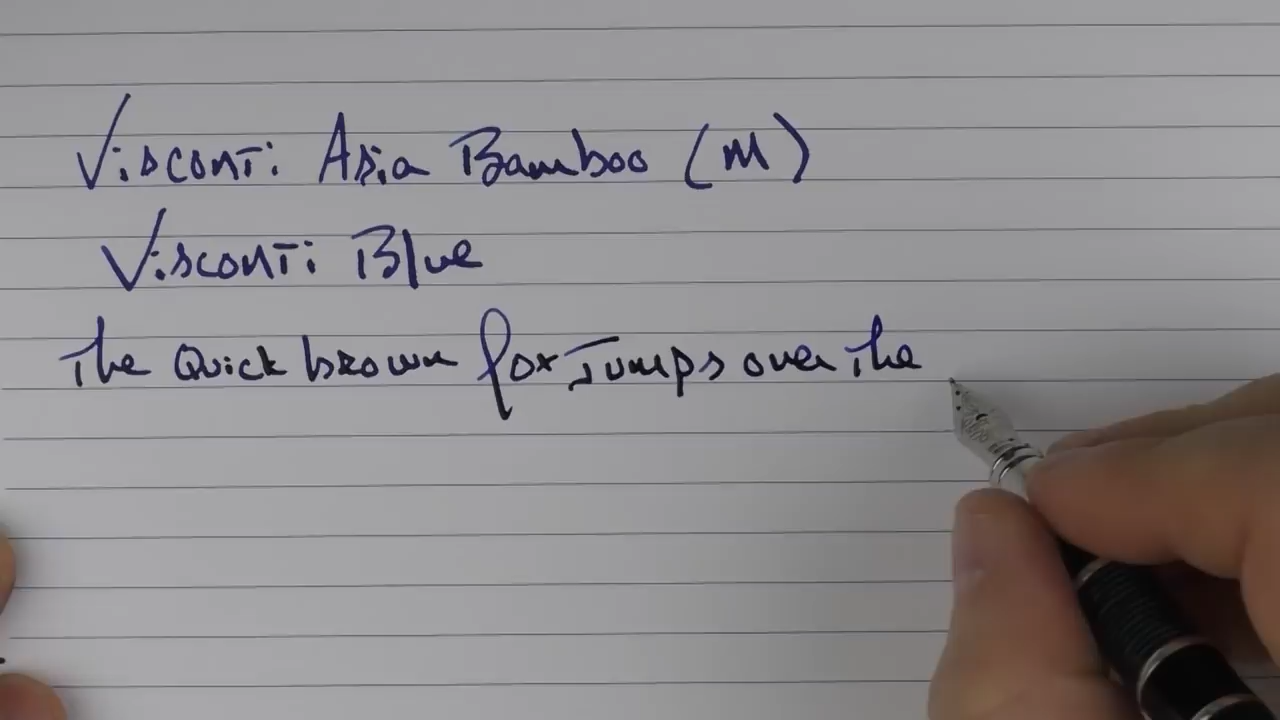 Visconti Asia Bamboo (M)
Visconti Blue
The Quick brown fox Jumps over The